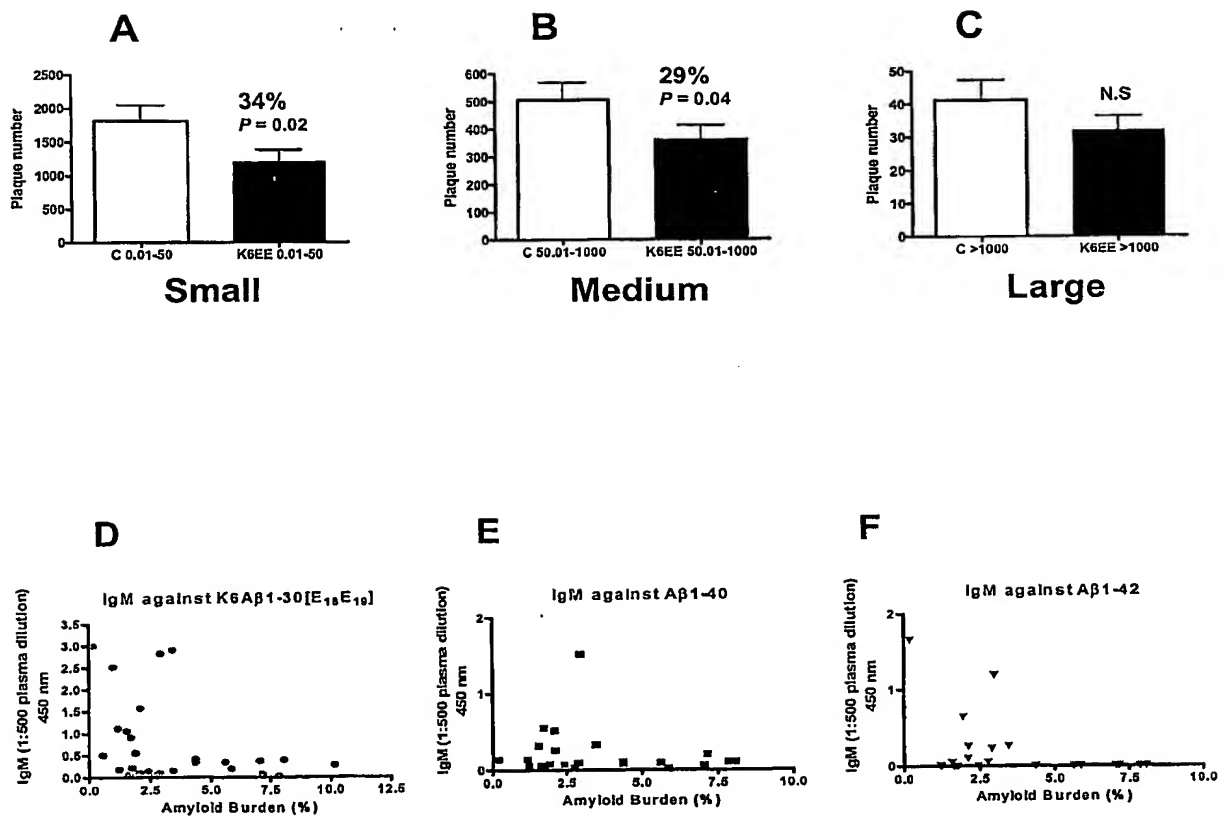 A
Plaque number
2500
2000
1500
1000
500
0
34%
P = 0.02
C 0.01-50
K6EE 0.01-50
Small
B
Plaque number
600
500
400
300
200
100
0
29%
P = 0.04
C 50.01-1000
K6EE 50.01-1000
Medium
C
Plaque number
50
40
30
20
10
0
N.S
C >1000
K6EE >1000
Large
D
IgM against K6Aβ1-30[E18E19]
IgM (1:500 plasma dilution)
450 nm
3.5
3.0
2.5
2.0
1.5
1.0
0.5
0.0
0.0 2.5 5.0 7.5 10.0 12.5
Amyloid Burden (%)
E
IgM against Aβ1-40
IgM (1:500 plasma dilution)
450 nm
2
1
0
0.0 2.5 5.0 7.5 10.0
Amyloid Burden (%)
F
IgM against Aβ1-42
IgM (1:500 plasma dilution)
450 nm
2
1
0
0.0 2.5 5.0 7.5 10.0
Amyloid Burden (%)